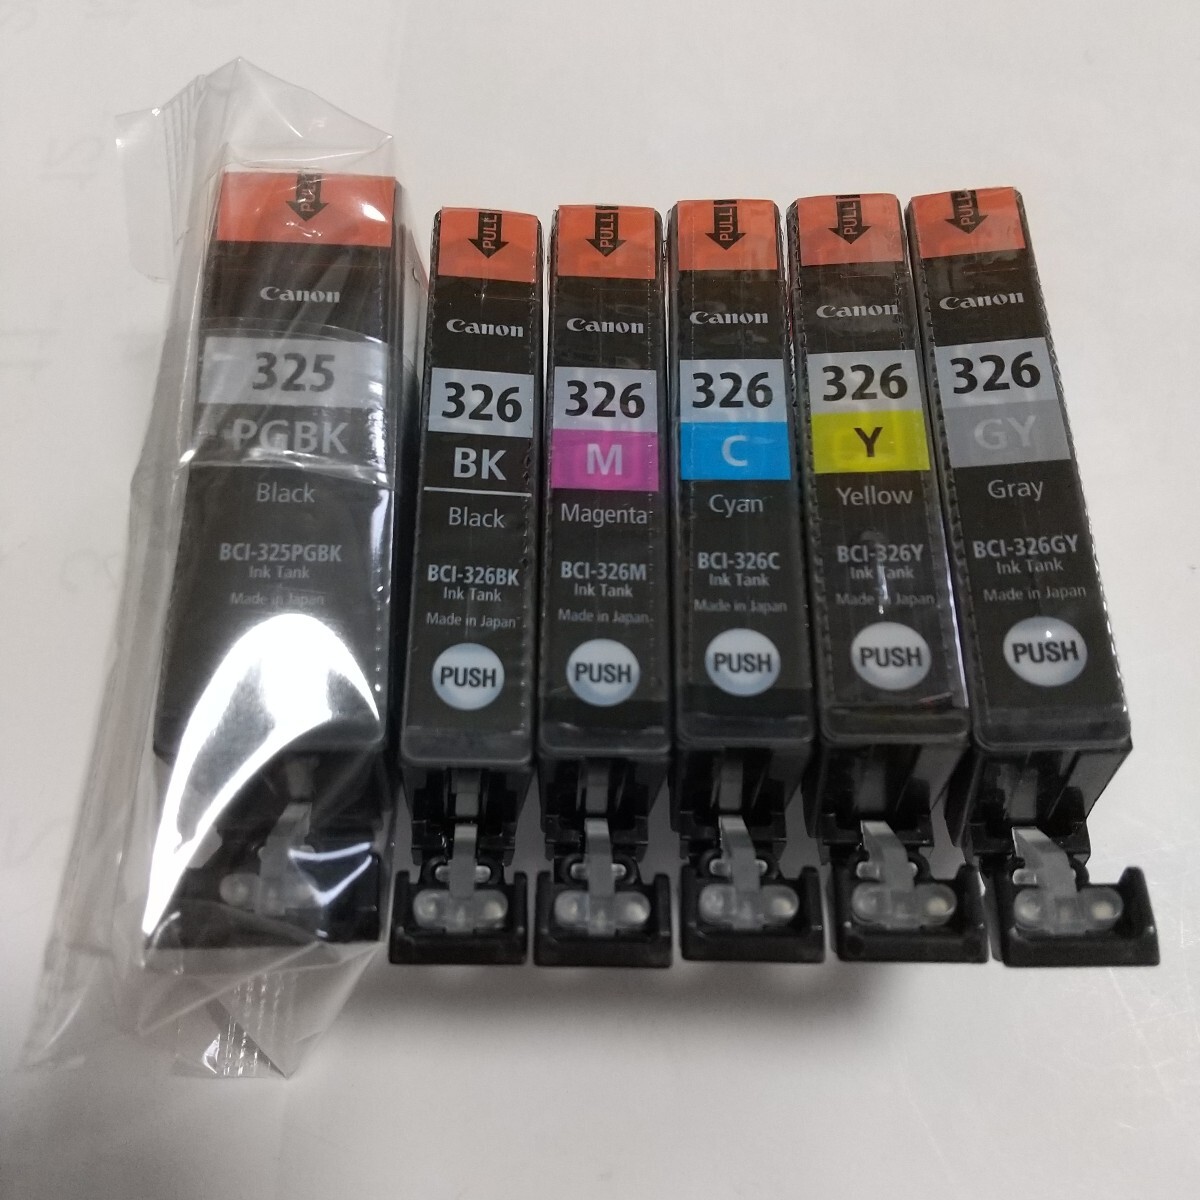 PULL
Canon
325
PGBK
Black
BCI-325PGBK
Ink Tank
Made in Japan
PULL
Canon
326
BK
Black
BCI-326BK
Ink Tank
Made in Japan
PUSH
PULL
Canon
326
M
Magenta
BCI-326M
Ink Tank
Made in Japan
PUSH
PULL
Canon
326
C
Cyan
BCI-326C
Ink Tank
Made in Japan
PUSH
PULL
Canon
326
Y
Yellow
BCI-326Y
Ink Tank
Made in Japan
PUSH
PULL
Canon
326
GY
Gray
BCI-326GY
Ink Tank
Made in Japan
PUSH